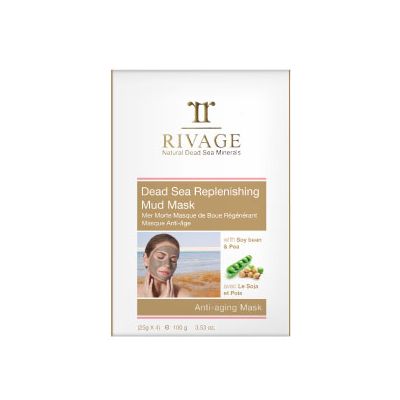 RIVAGE
Natural Dead Sea Minerals
Dead Sea Replenishing
Mud Mask
Mer Morte Masque de Boue Régénérant
Masque Anti-âge
with Soy bean
& Pea
avec Le Soja
et Pois
Anti-aging Mask
(25g X 4) ℮ 100 g 3.53 oz.